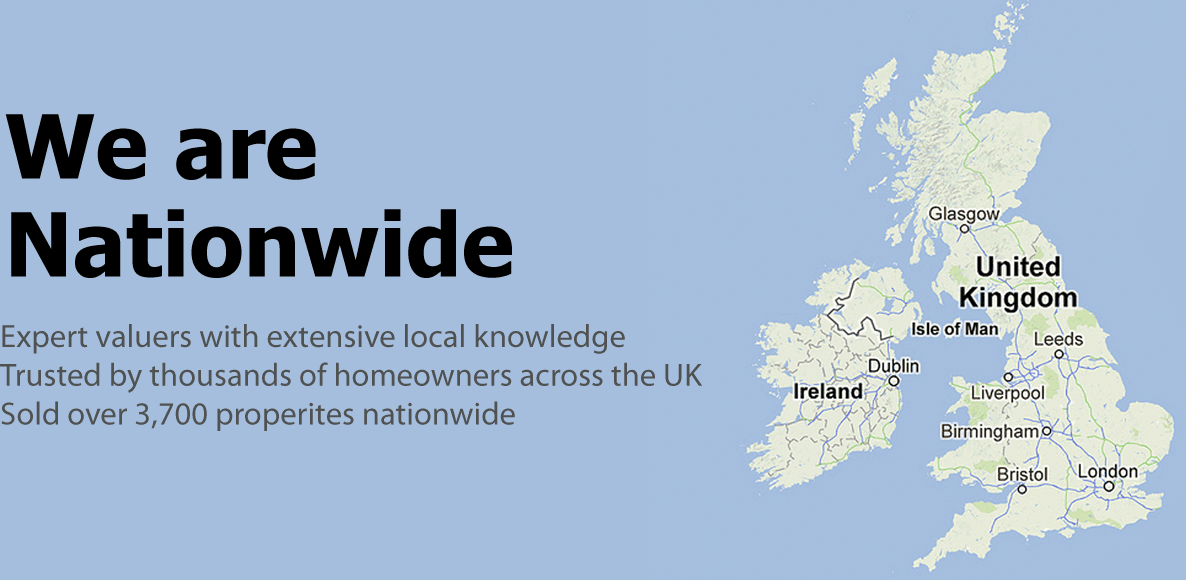 We are
Nationwide
Expert valuers with extensive local knowledge
Trusted by thousands of homeowners across the UK
Sold over 3,700 properites nationwide
Glasgow
United
Kingdom
Isle of Man
Leeds
Dublin
Ireland
Liverpool
Birmingham
Bristol
London